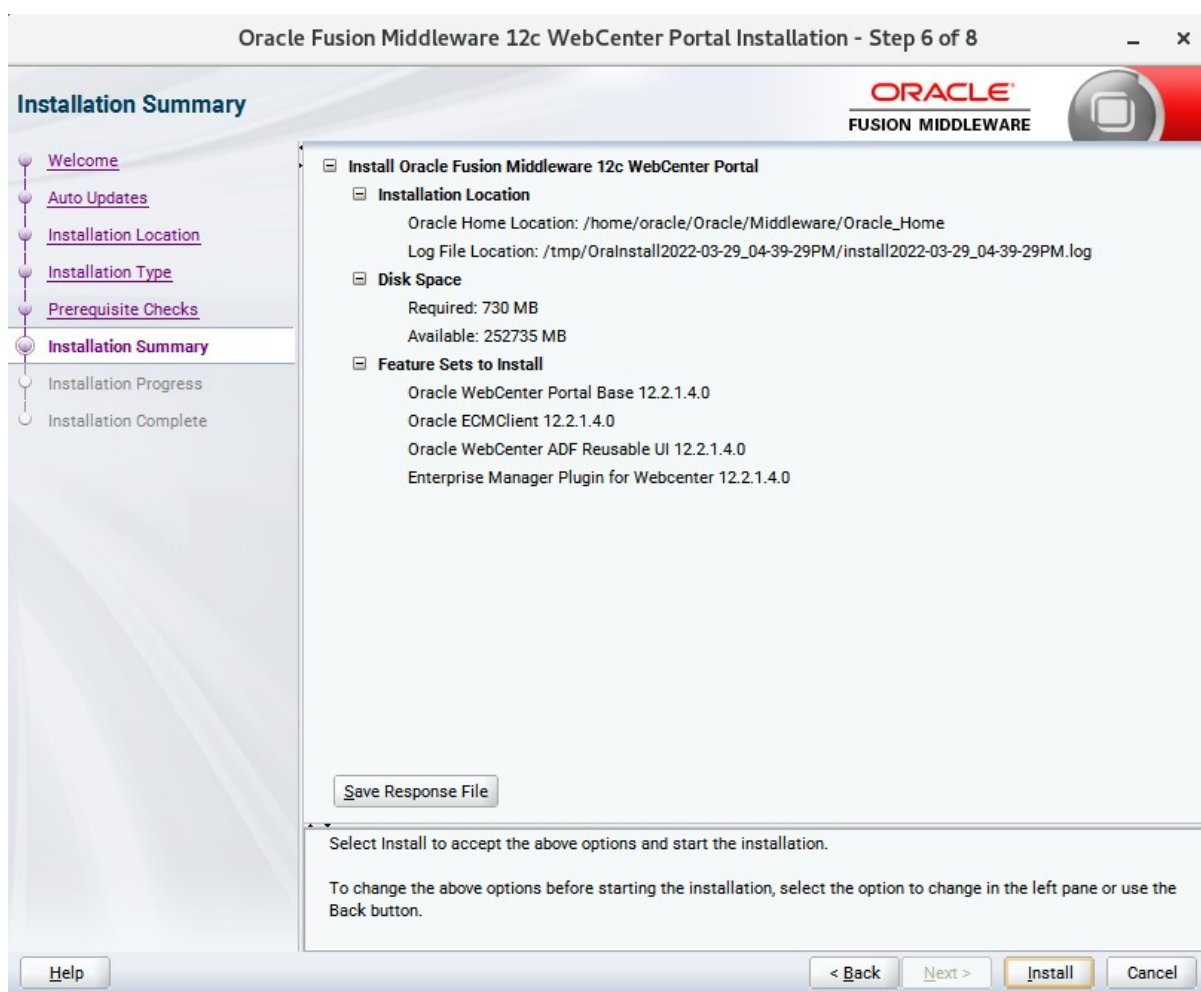 Oracle Fusion Middleware 12c WebCenter Portal Installation - Step 6 of 8
Installation Summary
ORACLE
FUSION MIDDLEWARE
Welcome
Auto Updates
Installation Location
Installation Type
Prerequisite Checks
Installation Summary
Installation Progress
Installation Complete
Install Oracle Fusion Middleware 12c WebCenter Portal
Installation Location
Oracle Home Location: /home/oracle/Oracle/Middleware/Oracle_Home
Log File Location: /tmp/OraInstall2022-03-29_04-39-29PM/install2022-03-29_04-39-29PM.log
Disk Space
Required: 730 MB
Available: 252735 MB
Feature Sets to Install
Oracle WebCenter Portal Base 12.2.1.4.0
Oracle ECMClient 12.2.1.4.0
Oracle WebCenter ADF Reusable UI 12.2.1.4.0
Enterprise Manager Plugin for Webcenter 12.2.1.4.0
Save Response File
Select Install to accept the above options and start the installation.
To change the above options before starting the installation, select the option to change in the left pane or use the
Back button.
Help
< Back
Next >
Install
Cancel